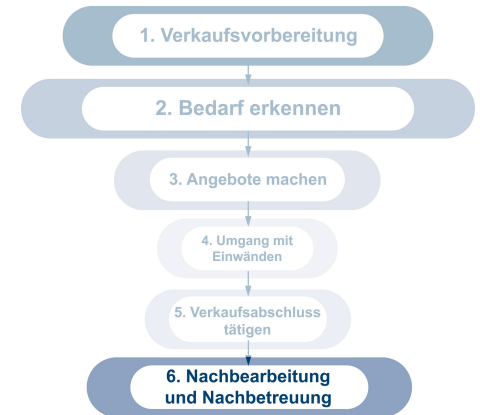 1. Verkaufsvorbereitung
2. Bedarf erkennen
3. Angebote machen
4. Umgang mit
Einwänden
5. Verkaufsabschluss
tätigen
6. Nachbearbeitung
und Nachbetreuung